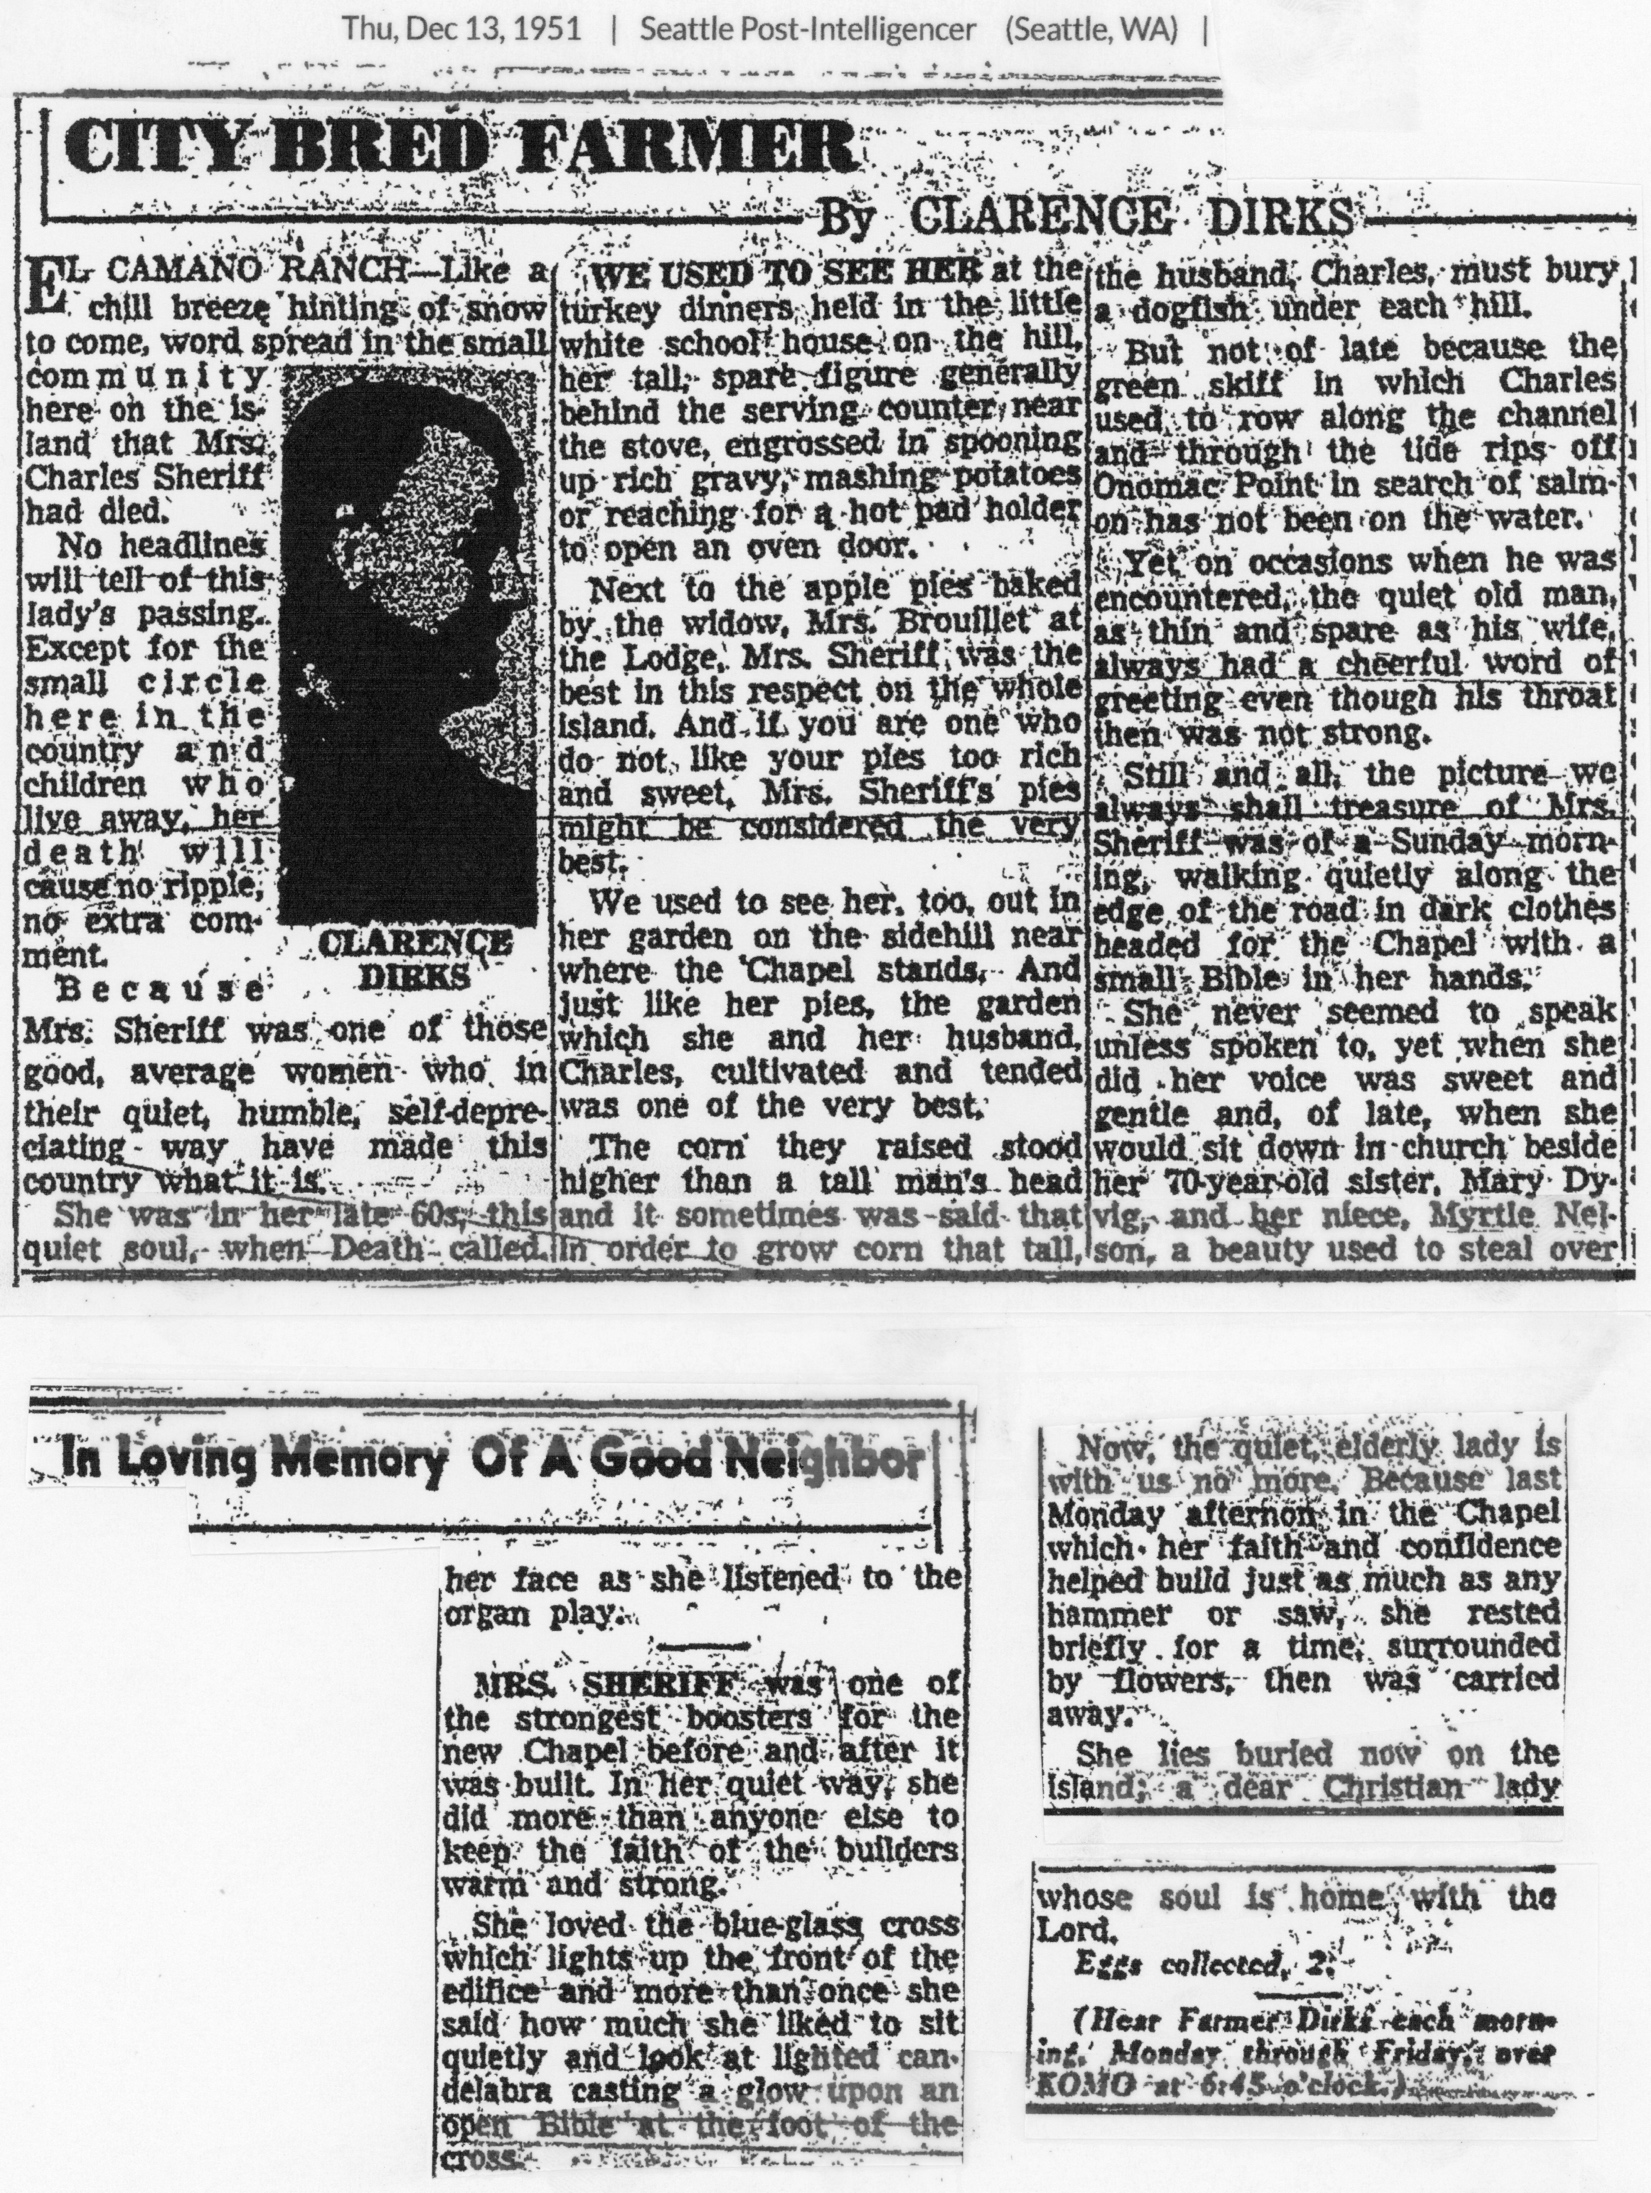 Thu, Dec 13, 1951 | Seattle Post-Intelligencer (Seattle, WA) |
CITY BRED FARMER
By CLARENCE DIRKS
EL CAMANO RANCH—Like a
chill breeze hinting of snow
to come, word spread in the small
community
here on the is-
land that Mrs.
Charles Sheriff
had died.
No headlines
will tell of this
lady's passing.
Except for the
small circle
here in the
country and
children who
live away, her
death will
cause no ripple,
no extra com-
ment.
Because
CLARENCE
DIRKS
Mrs. Sheriff was one of those
good, average women who in
their quiet, humble, self-depre-
ciating way have made this
country what it is.
She was in her late 60s, this
quiet soul, when Death called.
WE USED TO SEE HER at the
turkey dinners held in the little
white school house on the hill,
her tall, spare figure generally
behind the serving counter near
the stove, engrossed in spooning
up rich gravy, mashing potatoes
or reaching for a hot pad holder
to open an oven door.
Next to the apple pies baked
by the widow, Mrs. Brouillet at
the Lodge, Mrs. Sheriff was the
best in this respect on the whole
island. And if you are one who
do not like your pies too rich
and sweet, Mrs. Sheriff's pies
might be considered the very
best.
We used to see her, too, out in
her garden on the sidehill near
where the Chapel stands. And
just like her pies, the garden
which she and her husband,
Charles, cultivated and tended
was one of the very best.
The corn they raised stood
higher than a tall man's head
and it sometimes was said that
in order to grow corn that tall,
the husband, Charles, must bury
a dogfish under each hill.
But not of late because the
green skiff in which Charles
used to row along the channel
and through the tide rips off
Onomac Point in search of salm-
on has not been on the water.
Yet on occasions when he was
encountered, the quiet old man,
as thin and spare as his wife,
always had a cheerful word of
greeting even though his throat
then was not strong.
Still and all, the picture we
always shall treasure of Mrs.
Sheriff was of a Sunday morn-
ing, walking quietly along the
edge of the road in dark clothes
headed for the Chapel with a
small Bible in her hands.
She never seemed to speak
unless spoken to, yet when she
did her voice was sweet and
gentle and, of late, when she
would sit down in church beside
her 70-year-old sister, Mary Dy-
vig, and her niece, Myrtle Nel-
son, a beauty used to steal over
In Loving Memory Of A Good Neighbor
her face as she listened to the
organ play.
MRS. SHERIFF was one of
the strongest boosters for the
new Chapel before and after it
was built. In her quiet way, she
did more than anyone else to
keep the faith of the builders
warm and strong.
She loved the blue-glass cross
which lights up the front of the
edifice and more than once she
said how much she liked to sit
quietly and look at lighted can-
delabra casting a glow upon an
open Bible at the foot of the
cross.
Now, the quiet, elderly lady is
with us no more. Because last
Monday afternon in the Chapel
which her faith and confidence
helped build just as much as any
hammer or saw, she rested
briefly for a time, surrounded
by flowers, then was carried
away.
She lies buried now on the
island; a dear Christian lady
whose soul is home with the
Lord.
Eggs collected, 2.
(Hear Farmer Dirks each morn-
ing, Monday through Friday, over
KOMO at 6:45 o'clock.)